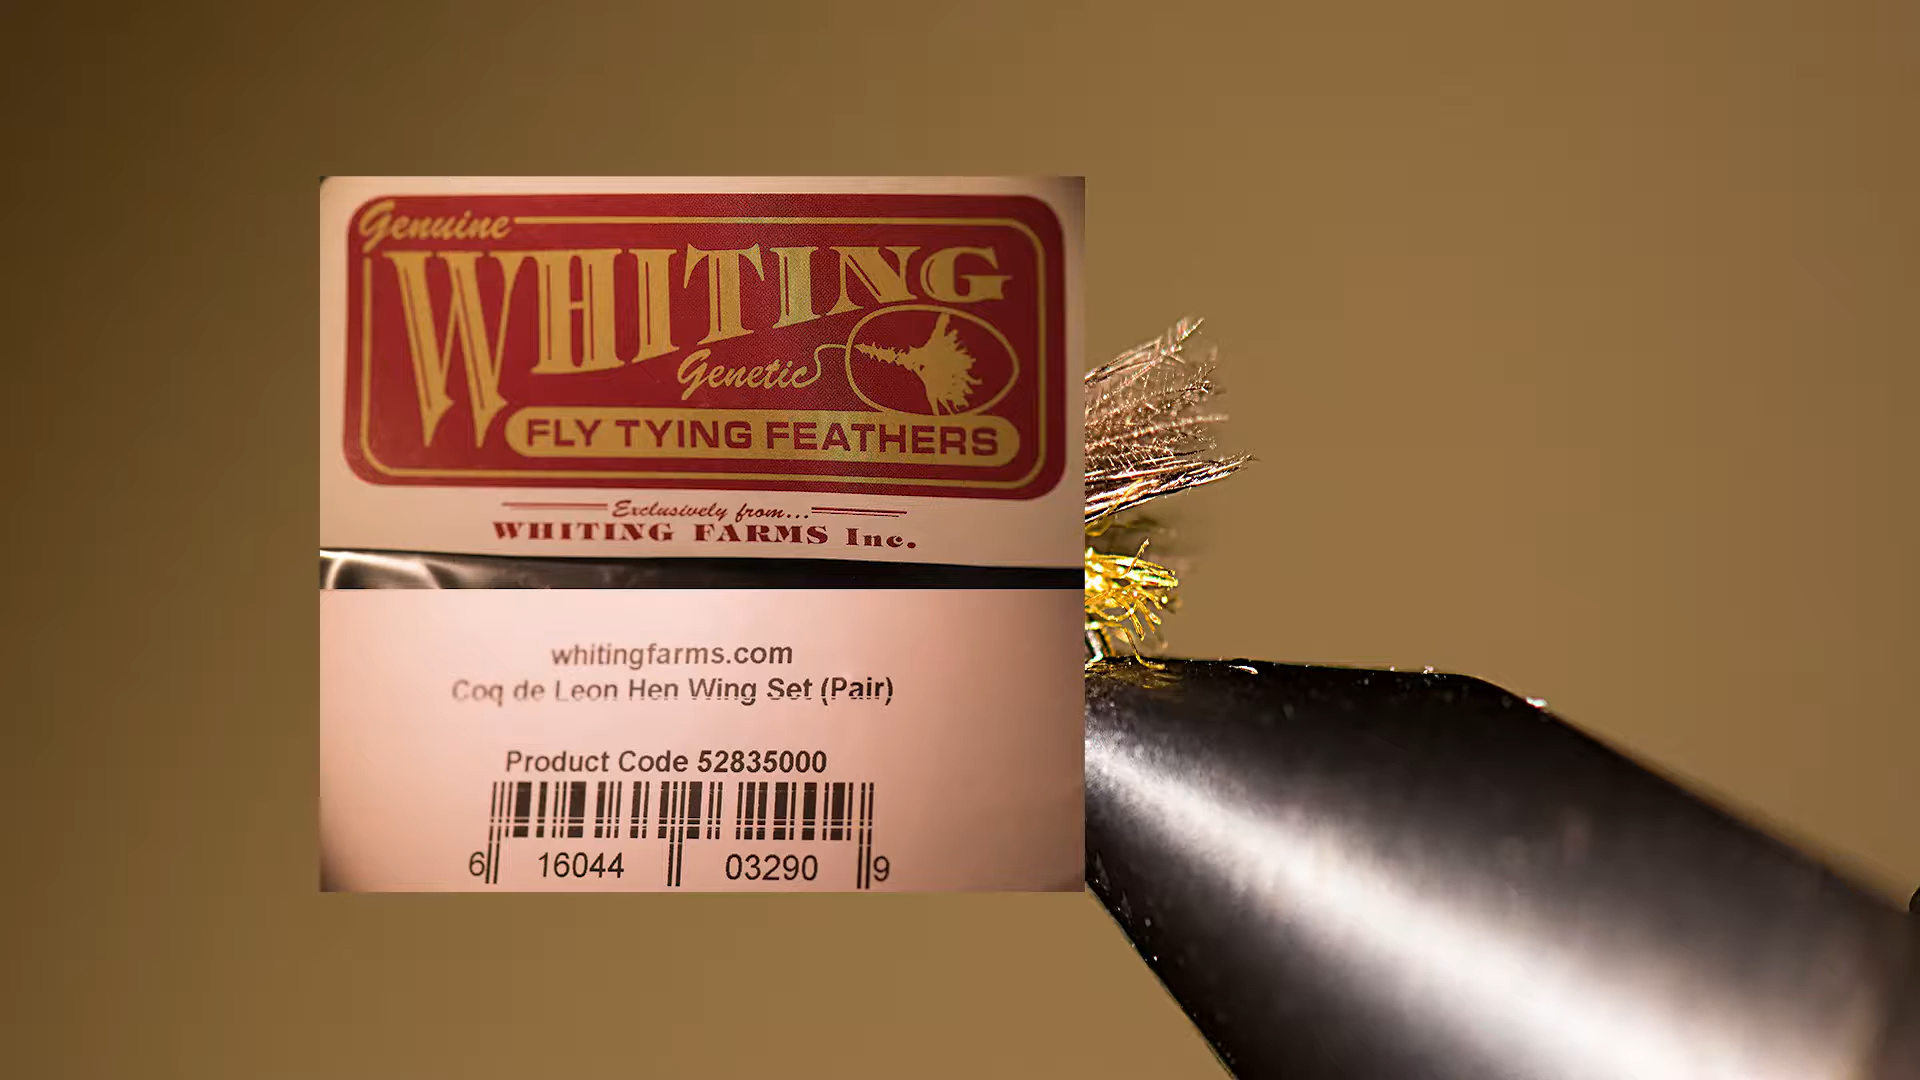 Genuine
WHITING
Genetic
FLY TYING FEATHERS
Exclusively from...
WHITING FARMS Inc.
whitingfarms.com
Coq de Leon Hen Wing Set (Pair)
Product Code 52835000
6 16044 03290 9